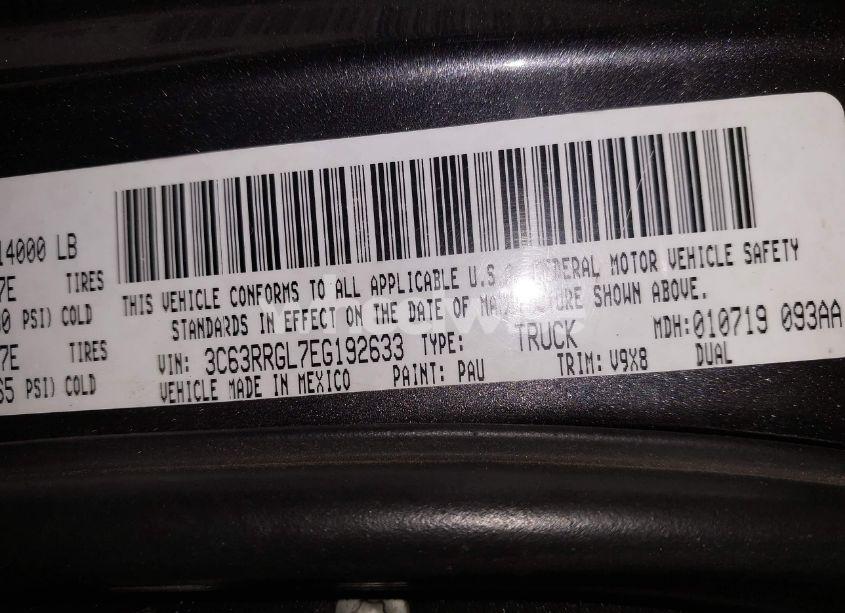 14000 LB
7E TIRES
0 PSI) COLD
7E TIRES
65 PSI) COLD
THIS VEHICLE CONFORMS TO ALL APPLICABLE U.S. FEDERAL MOTOR VEHICLE SAFETY
STANDARDS IN EFFECT ON THE DATE OF MANUFACTURE SHOWN ABOVE.
VIN: 3C63RRGL7EG192633 TYPE: TRUCK MDH: 010719 093AA
VEHICLE MADE IN MEXICO PAINT: PAU TRIM: V9X8 DUAL